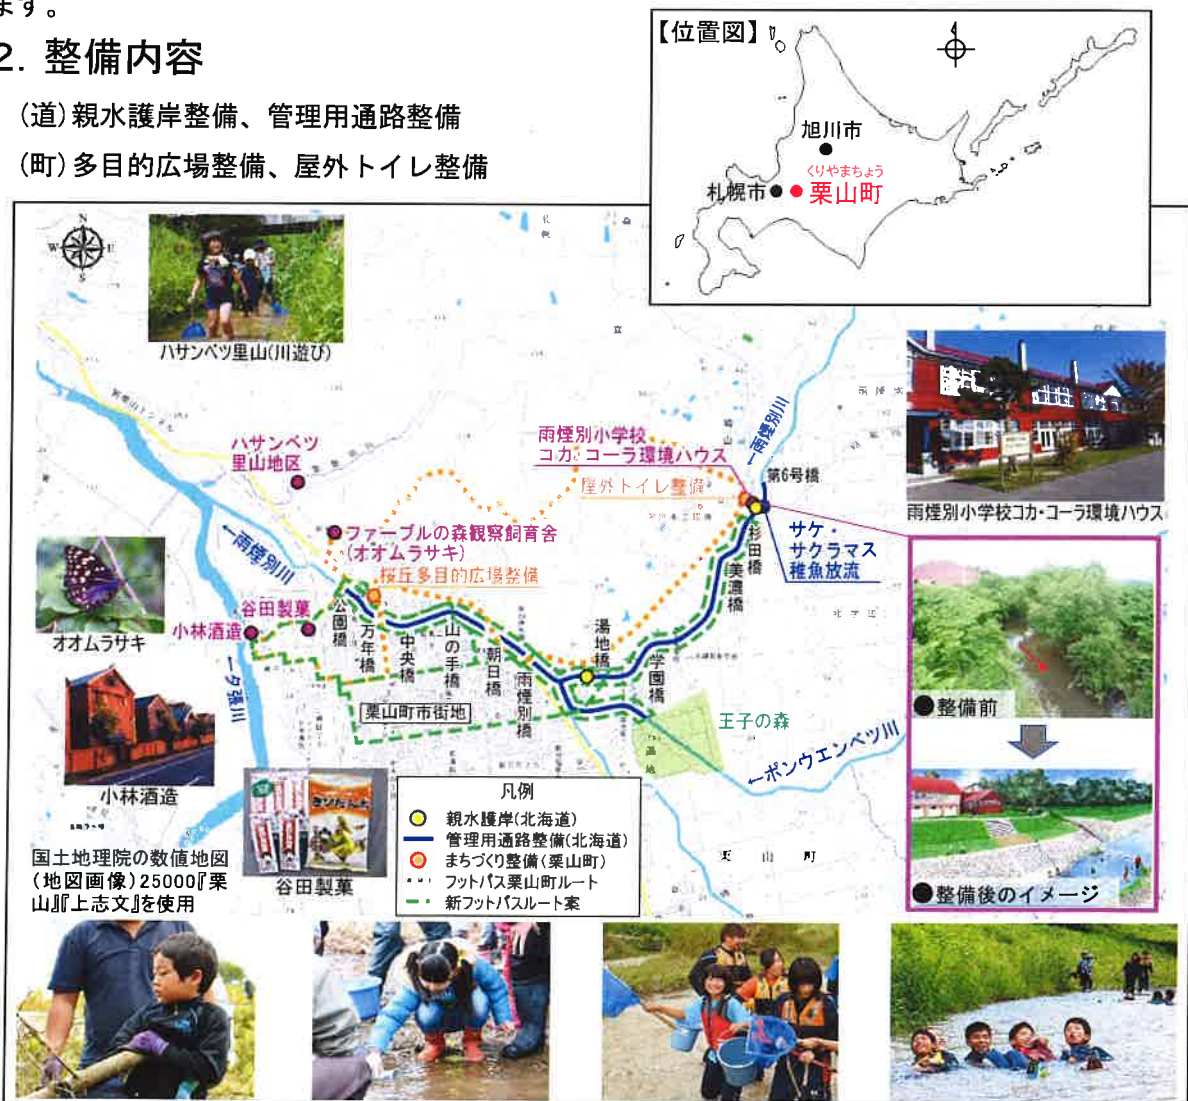 ます。
2. 整備内容
(道)親水護岸整備、管理用通路整備
(町)多目的広場整備、屋外トイレ整備
【位置図】
旭川市
くりやまちょう
札幌市
栗山町
N
W
E
S
ハサンベツ里山(川遊び)
ハサンベツ
里山地区
雨煙別小学校
コカ・コーラ環境ハウス
屋外トイレ整備
←雨煙別川
第6号橋
雨煙別小学校コカ・コーラ環境ハウス
サケ・
サクラマス
稚魚放流
杉田橋
美濃橋
ファーブルの森観察飼育舎
(オオムラサキ)
桜丘多目的広場整備
←雨煙別川
オオムラサキ
谷田製菓
小林酒造
公園橋
万年橋
中央橋
山の手橋
朝日橋
雨煙別橋
湯地橋
学園橋
栗山町市街地
王子の森
墓地
←夕張川
←ポンウエンベツ川
小林酒造
谷田製菓
国土地理院の数値地図
(地図画像)25000『栗
山』『上志文』を使用
凡例
親水護岸(北海道)
管理用通路整備(北海道)
まちづくり整備(栗山町)
フットパス栗山町ルート
新フットパスルート案
●整備前
●整備後のイメージ